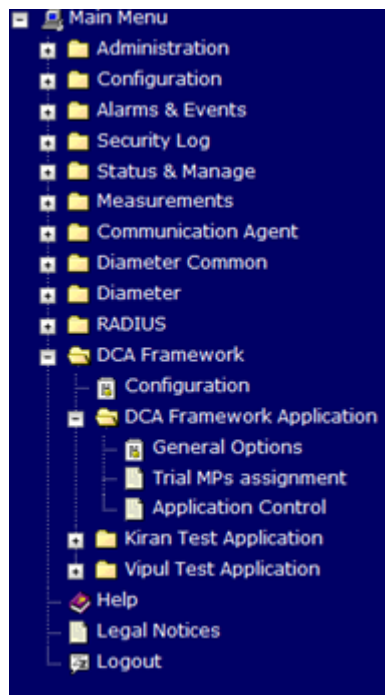 Main Menu
Administration
Configuration
Alarms & Events
Security Log
Status & Manage
Measurements
Communication Agent
Diameter Common
Diameter
RADIUS
DCA Framework
Configuration
DCA Framework Application
General Options
Trial MPs assignment
Application Control
Kiran Test Application
Vipul Test Application
Help
Legal Notices
Logout